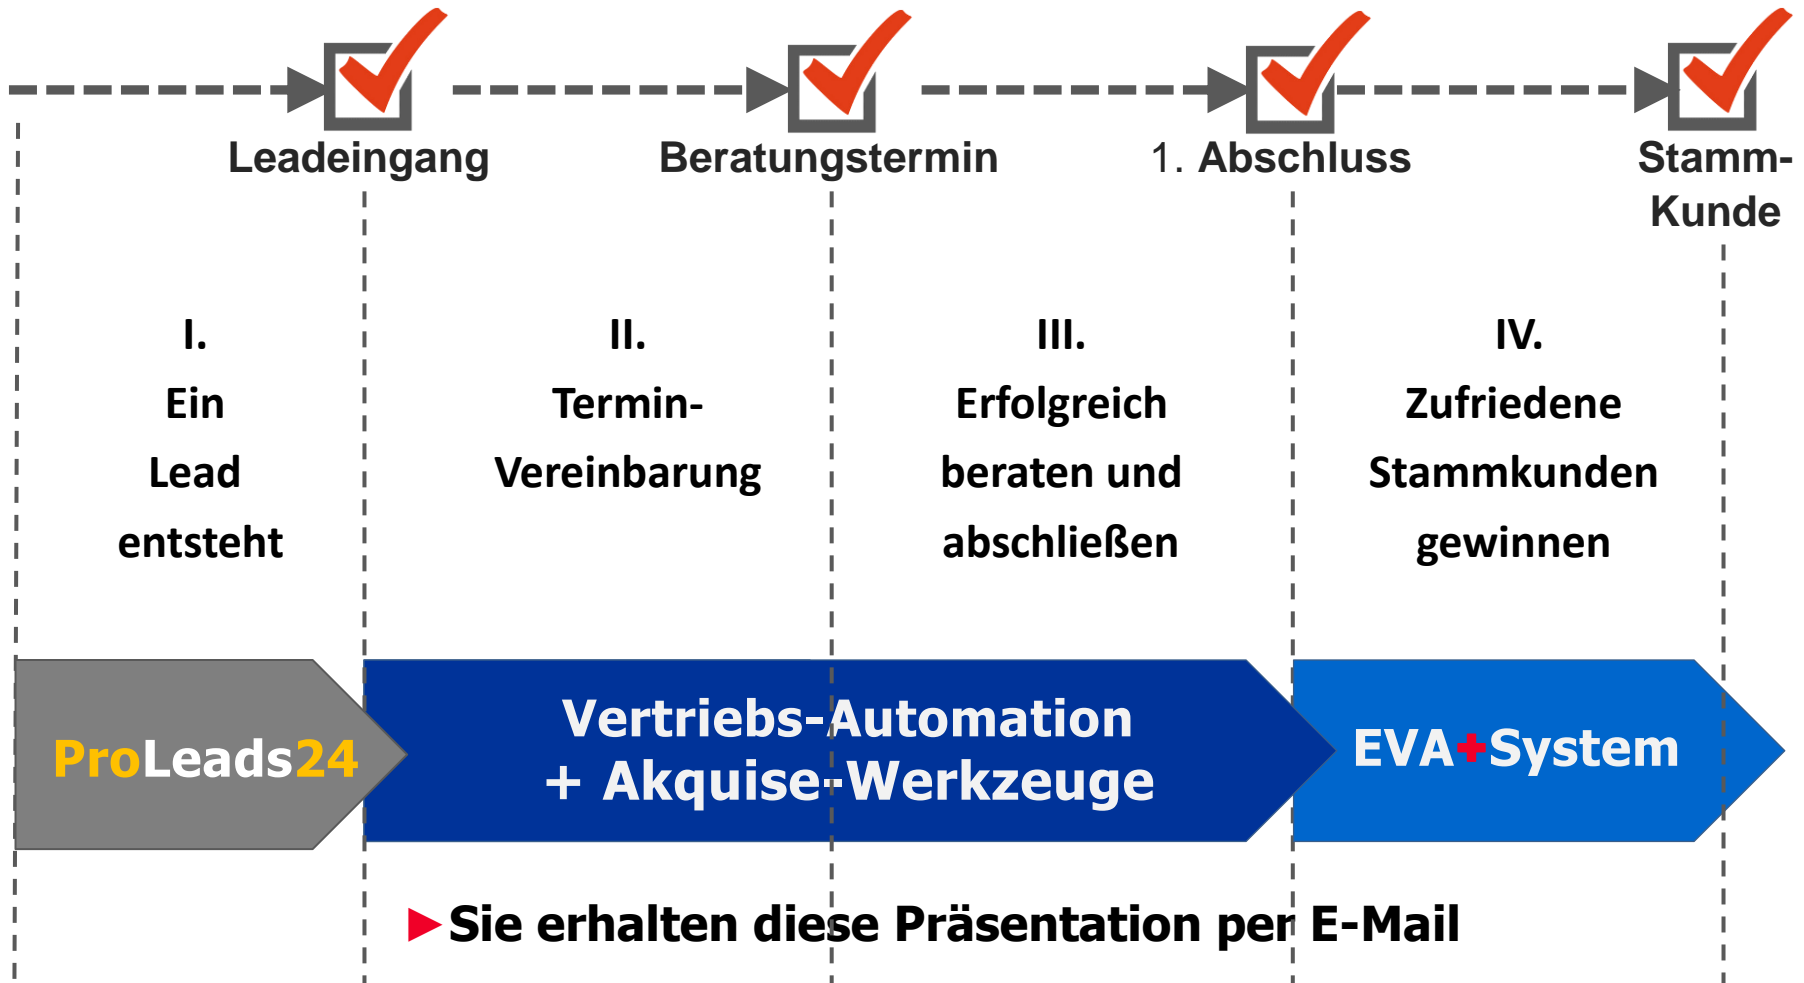 Leadeingang
Beratungstermin
1. Abschluss
Stamm-
Kunde
I.
Ein
Lead
entsteht
II.
Termin-
Vereinbarung
III.
Erfolgreich
beraten und
abschließen
IV.
Zufriedene
Stammkunden
gewinnen
ProLeads24
Vertriebs-Automation
+ Akquise-Werkzeuge
EVA+System
►Sie erhalten diese Präsentation per E-Mail